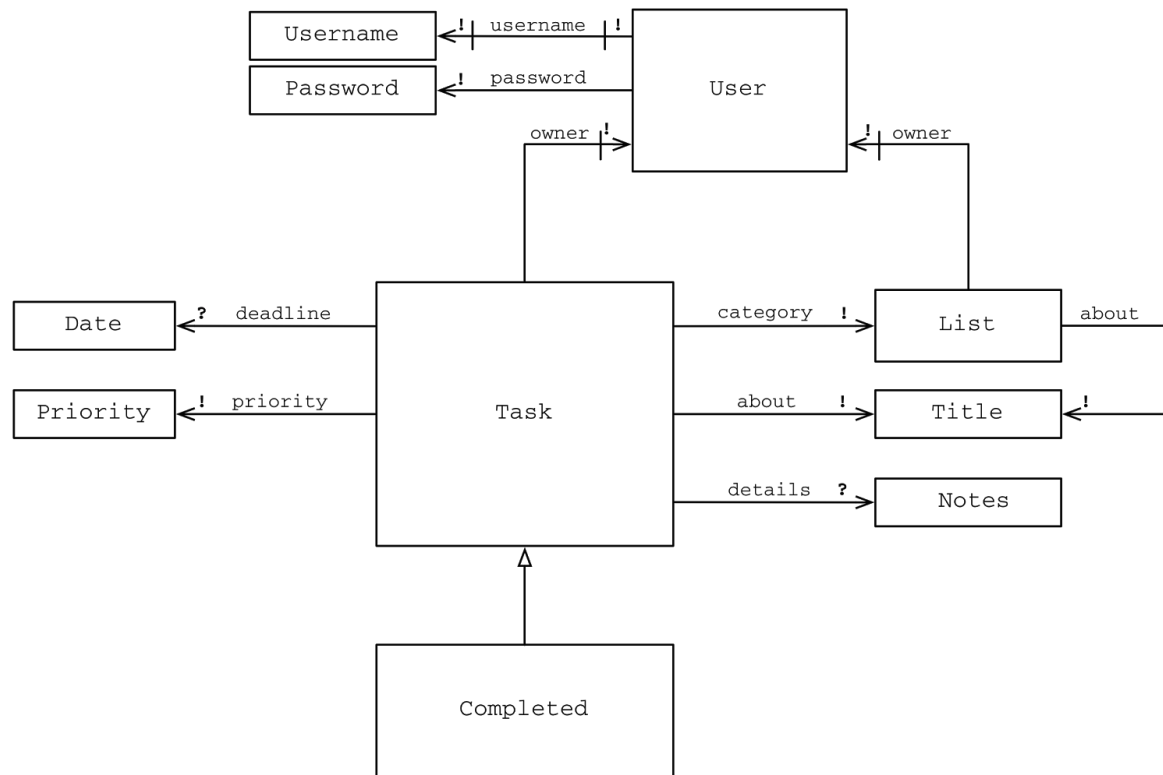 Username
! username !
User
Password
! password
owner !
! owner
Date
? deadline
category !
List
about
Priority
! priority
Task
about !
Title
!
details ?
Notes
Completed